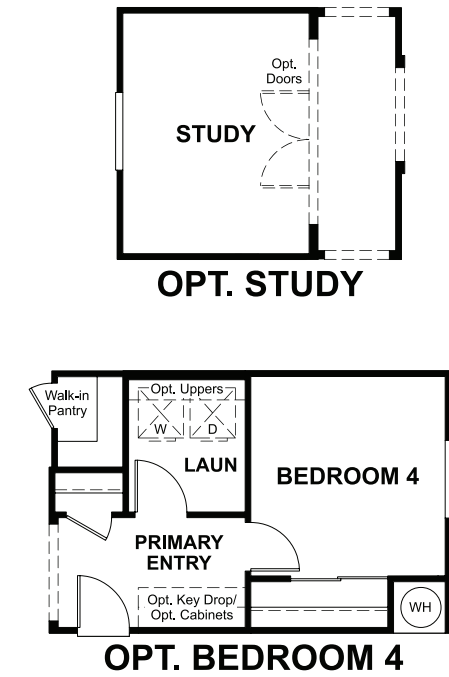 Opt.
Doors
STUDY
OPT. STUDY
Walk-in
Pantry
Opt. Uppers
W
D
LAUN
BEDROOM 4
PRIMARY
ENTRY
Opt. Key Drop/
Opt. Cabinets
WH
OPT. BEDROOM 4